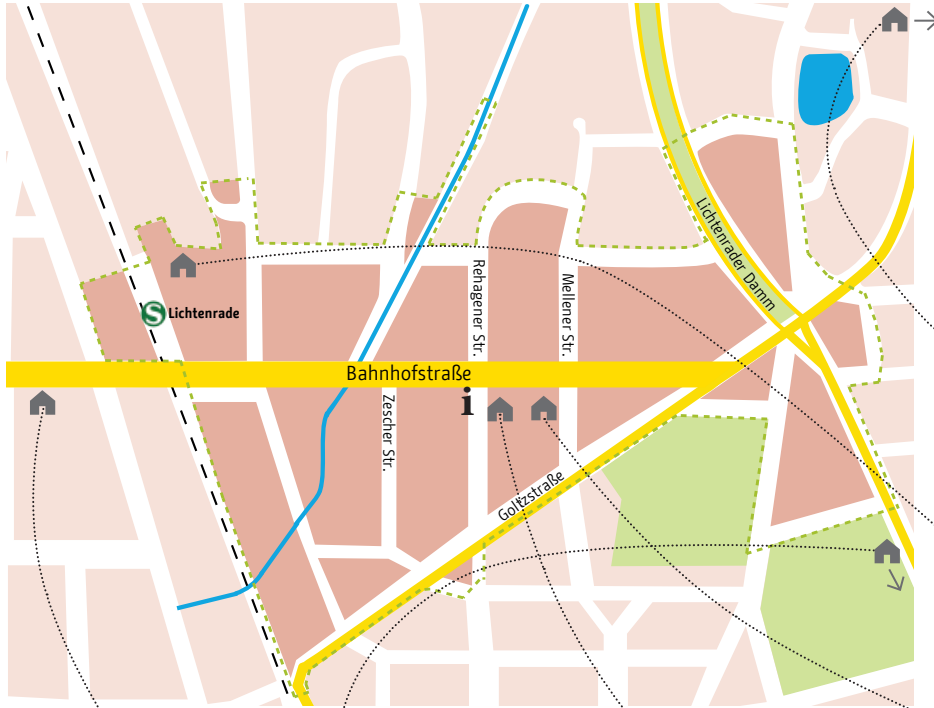 Lichtenrader Damm
Rehagener Str.
Mellener Str.
S Lichtenrade
Bahnhofstraße
i
Zescher Str.
Goltzstraße